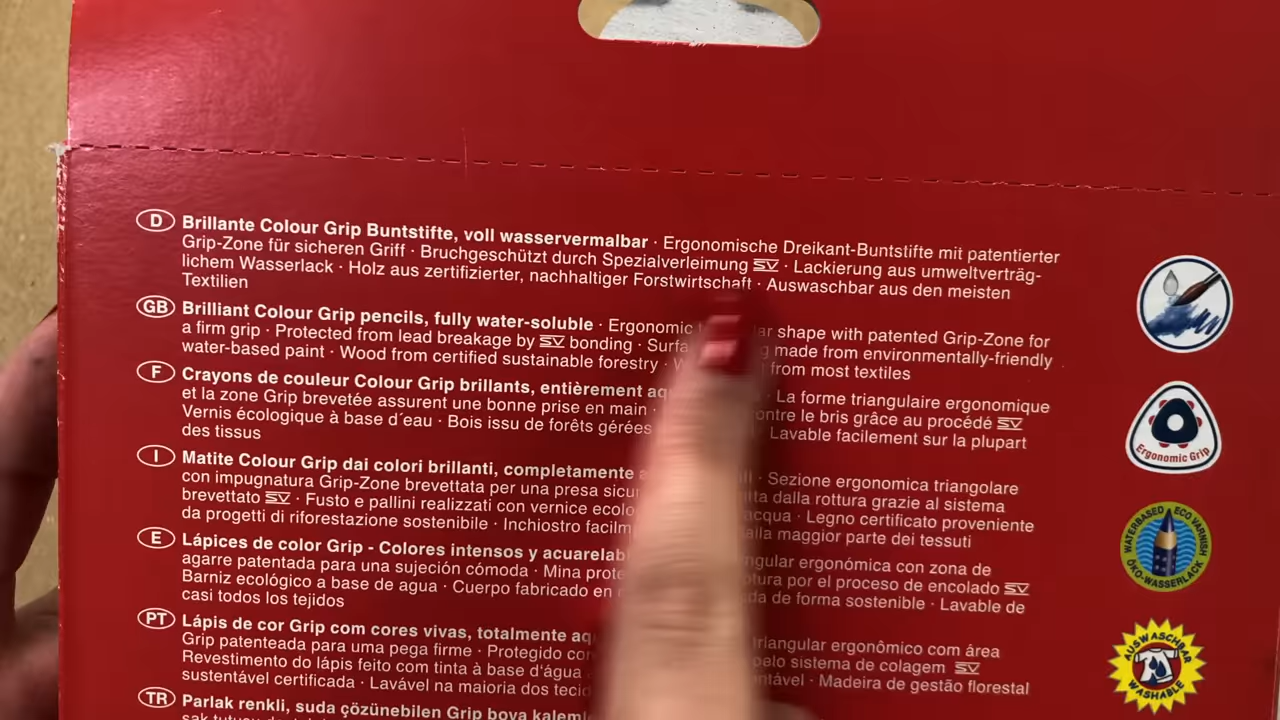 D Brillante Colour Grip Buntstifte, voll wasservermalbar · Ergonomische Dreikant-Buntstifte mit patentierter
Grip-Zone für sicheren Griff · Bruchgeschützt durch Spezialverleimung SV · Lackierung aus umweltverträg-
lichem Wasserlack · Holz aus zertifizierter, nachhaltiger Forstwirtschaft · Auswaschbar aus den meisten
Textilien
GB Brilliant Colour Grip pencils, fully water-soluble · Ergonomic shape with patented Grip-Zone for
a firm grip · Protected from lead breakage by SV bonding · made from environmentally-friendly
water-based paint · Wood from certified sustainable forestry · from most textiles
F Crayons de couleur Colour Grip brillants, entièrement · La forme triangulaire ergonomique
et la zone Grip brevetée assurent une bonne prise en main · le bris grâce au procédé SV
Vernis écologique à base d´eau · Bois issu de forêts gérées Lavable facilement sur la plupart
des tissus
I Matite Colour Grip dai colori brillanti, completamente · Sezione ergonomica triangolare
con impugnatura Grip-Zone brevettata per una presa dalla rottura grazie al sistema
brevettato SV · Fusto e pallini realizzati con vernice acqua · Legno certificato proveniente
da progetti di riforestazione sostenibile · Inchiostro maggior parte dei tessuti
E Lápices de color Grip - Colores intensos y ergonómica con zona de
agarre patentada para una sujeción cómoda · Mina por el proceso de encolado SV
Barniz ecológico a base de agua · Cuerpo fabricado en de forma sostenible · Lavable de
casi todos los tejidos
PT Lápis de cor Grip com cores vivas, totalmente ergonômico com área
Grip patenteada para uma pega firme · Protegido sistema de colagem SV
Revestimento do lápis feito com tinta à base d'água · Madeira de gestão florestal
sustentável certificada · Lavável na maioria dos
TR Parlak renkli, suda çözünebilen Grip boya
Ergonomic Grip
WATERBASED ECO VARNISH
ÖKO-WASSERLACK
AUSWASCHBAR
WASHABLE